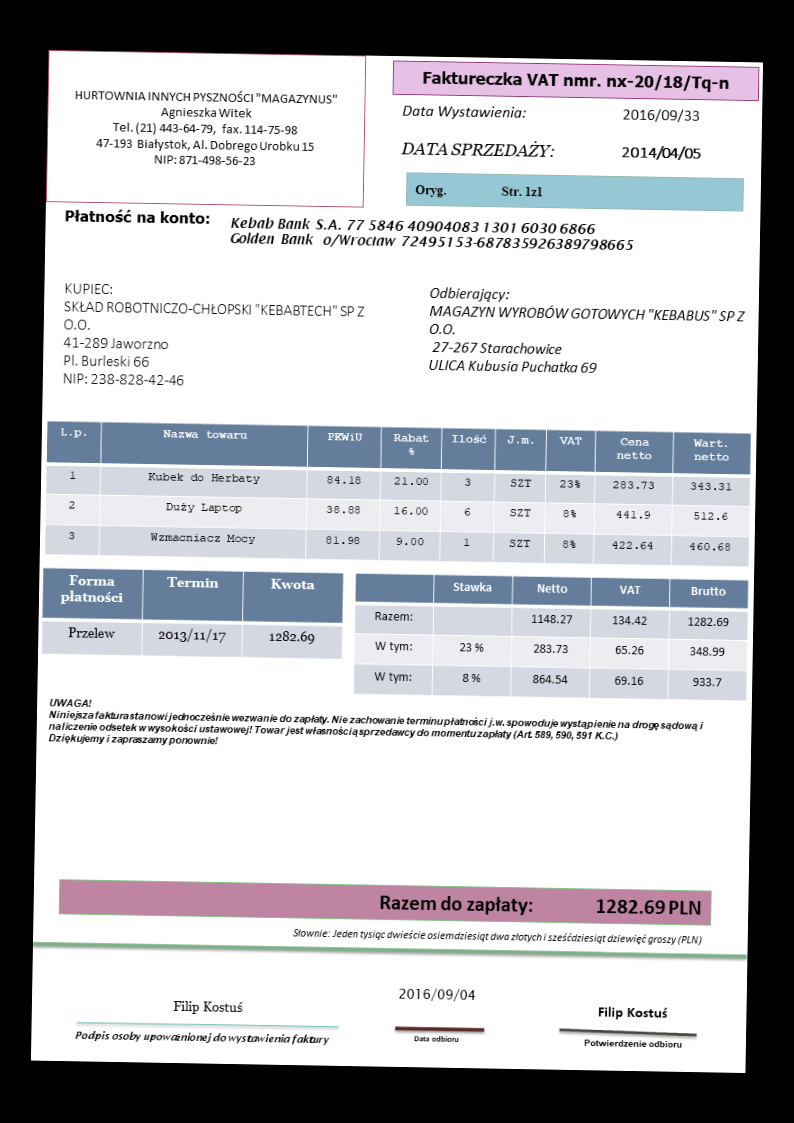 HURTOWNIA INNYCH PYSZNOŚCI "MAGAZYNUS"
Agnieszka Witek
Tel. (21) 443-64-79, fax. 114-75-98
47-193 Białystok, Al. Dobrego Urobku 15
NIP: 871-498-56-23
Faktureczka VAT nmr. nx-20/18/Tq-n
Data Wystawienia: 2016/09/33
DATA SPRZEDAŻY: 2014/04/05
Oryg. Str. 1z1
Płatność na konto: Kebab Bank S.A. 77 5846 40904083 1301 6030 6866
Golden Bank o/Wrocław 72495153-687835926389798665
KUPIEC:
SKŁAD ROBOTNICZO-CHŁOPSKI "KEBABTECH" SP Z
O.O.
41-289 Jaworzno
Pl. Burleski 66
NIP: 238-828-42-46
Odbierający:
MAGAZYN WYROBÓW GOTOWYCH "KEBABUS" SP Z
O.O.
27-267 Starachowice
ULICA Kubusia Puchatka 69
L.p. Nazwa towaru PKWiU Rabat % Ilość J.m. VAT Cena netto Wart. netto
1 Kubek do Herbaty 84.18 21.00 3 SZT 23% 283.73 343.31
2 Duży Laptop 38.88 16.00 6 SZT 8% 441.9 512.6
3 Wzmacniacz Mocy 81.98 9.00 1 SZT 8% 422.64 460.68
Forma płatności Termin Kwota
Przelew 2013/11/17 1282.69
Stawka Netto VAT Brutto
Razem: 1148.27 134.42 1282.69
W tym: 23 % 283.73 65.26 348.99
W tym: 8 % 864.54 69.16 933.7
UWAGA!
Niniejsza faktura stanowi jednocześnie wezwanie do zapłaty. Nie zachowanie terminu płatności j.w. spowoduje wystąpienie na drogę sądową i
naliczenie odsetek w wysokości ustawowej! Towar jest własnością sprzedawcy do momentu zapłaty (Art. 589, 590, 591 K.C.)
Dziękujemy i zapraszamy ponownie!
Razem do zapłaty: 1282.69 PLN
Słownie: Jeden tysiąc dwieście osiemdziesiąt dwa złotych i sześćdziesiąt dziewięć groszy (PLN)
Filip Kostuś
Podpis osoby upoważnionej do wystawienia faktury
2016/09/04
Data odbioru
Filip Kostuś
Potwierdzenie odbioru